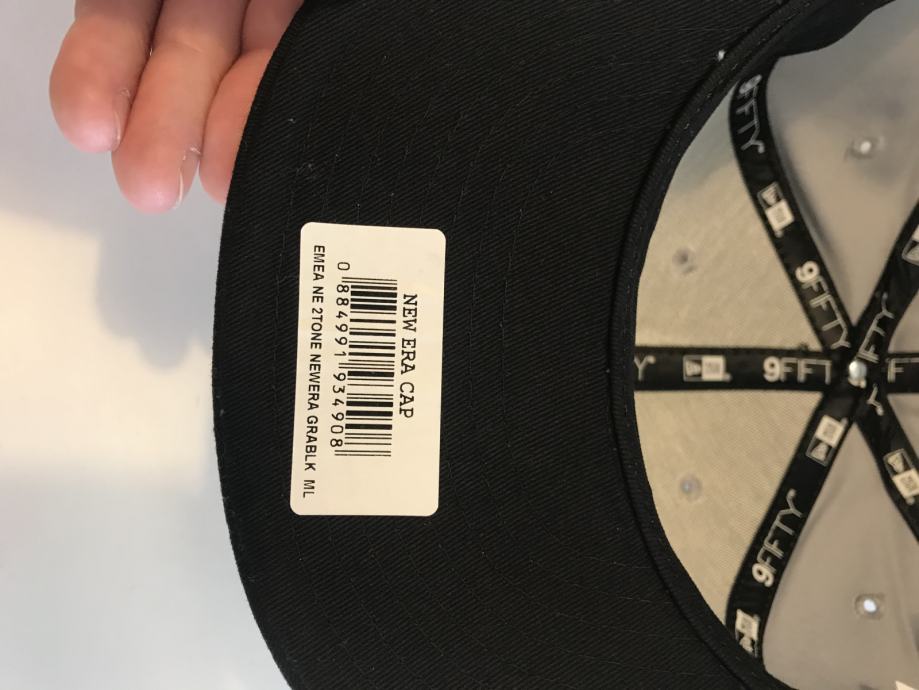 NEW ERA CAP
0 884991 934908
EMEA NE 2TONE NEWERA GRABLK ML
9FIFTY
9FIFTY
9FIFTY
9FIFTY